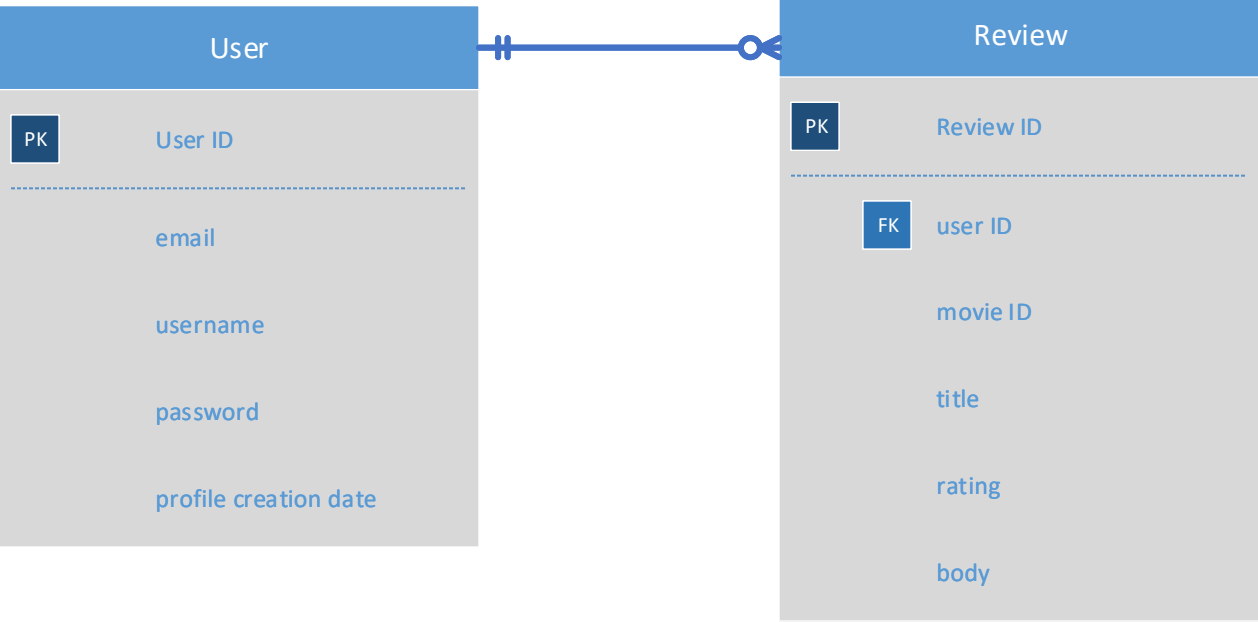 User
PK User ID
email
username
password
profile creation date
Review
PK Review ID
FK user ID
movie ID
title
rating
body